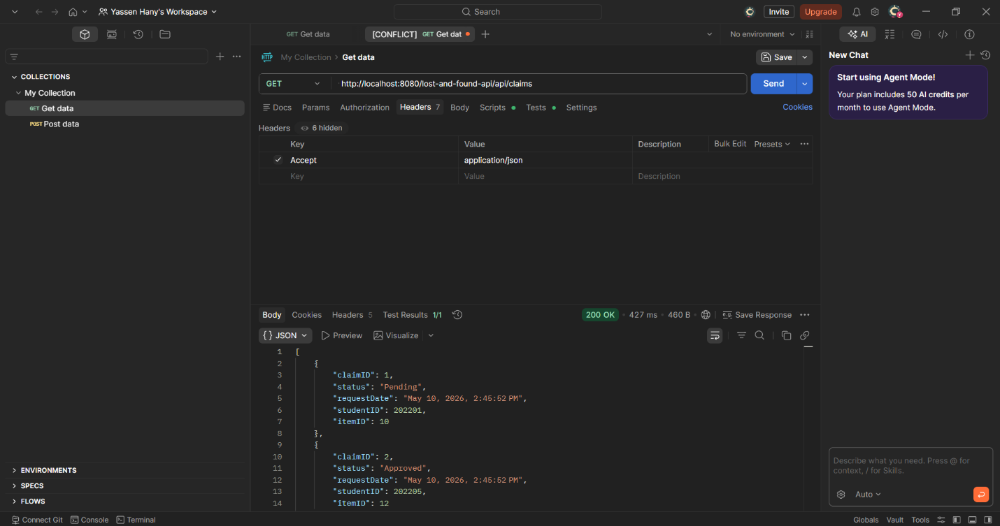 Yassen Hany's Workspace
Search
Invite
Upgrade
GET Get data
[CONFLICT] GET Get dat
No environment
AI
HTTP My Collection > Get data
Save
New Chat
COLLECTIONS
My Collection
GET Get data
POST Post data
GET
http://localhost:8080/lost-and-found-api/api/claims
Send
Start using Agent Model!
Your plan includes 50 AI credits per
month to use Agent Mode.
Docs Params Authorization Headers 7 Body Scripts Tests Settings
Cookies
Headers 6 hidden
Key Value Description Bulk Edit Presets
Accept application/json
Key Value Description
Body Cookies Headers 5 Test Results 1/1
200 OK 427 ms 460 B e.g. Save Response
{} JSON Preview Visualize
1 [
2 {
3 "claimID": 1,
4 "status": "Pending",
5 "requestDate": "May 10, 2026, 2:45:52 PM",
6 "studentID": 202201,
7 "itemID": 10
8 },
9 {
10 "claimID": 2,
11 "status": "Approved",
12 "requestDate": "May 10, 2026, 2:45:52 PM",
13 "studentID": 202205,
14 "itemID": 12
ENVIRONMENTS
SPECS
FLOWS
Describe what you need. Press @ for
context, / for Skills.
Auto
Connect Git Console Terminal
Globals Vault Tools